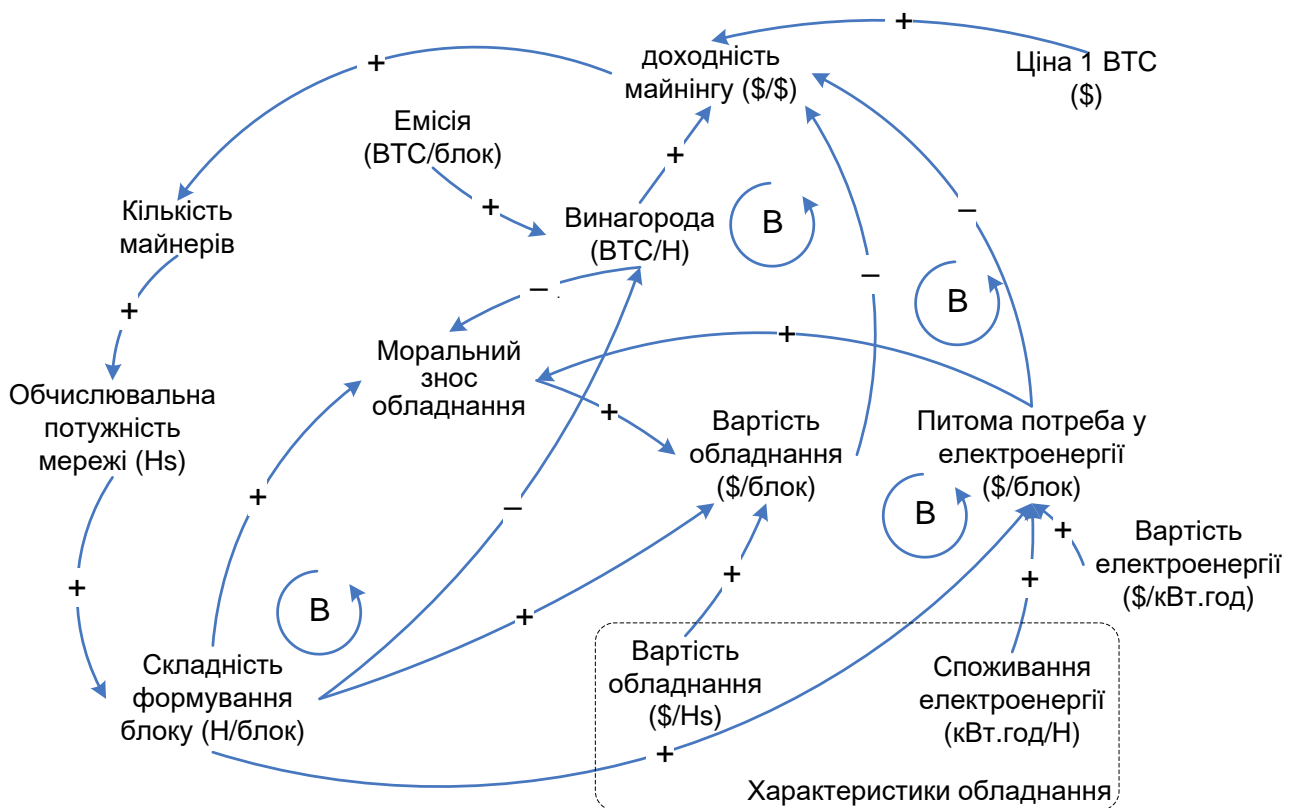 +
доходність
майнінгу ($/$)
Ціна 1 BTC
($)
+
Емісія
(BTC/блок)
+
+
Кількість
майнерів
Винагорода
(BTC/H)
B
–
–
–
B
+
+
Моральний
знос
обладнання
Обчислювальна
потужність
мережі (Hs)
+
Вартість
обладнання
($/блок)
Питома потреба у
електроенергії
($/блок)
+
–
B
+
Вартість
електроенергії
($/кВт.год)
+
+
+
B
+
Складність
формування
блоку (H/блок)
Вартість
обладнання
($/Hs)
Споживання
електроенергії
(кВт.год/H)
+
Характеристики обладнання